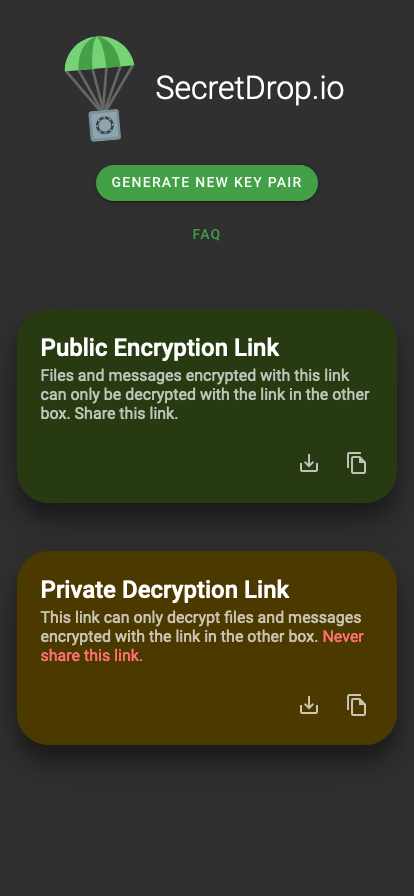 SecretDrop.io
GENERATE NEW KEY PAIR
FAQ
Public Encryption Link
Files and messages encrypted with this link
can only be decrypted with the link in the other
box. Share this link.
Private Decryption Link
This link can only decrypt files and messages
encrypted with the link in the other box. Never
share this link.